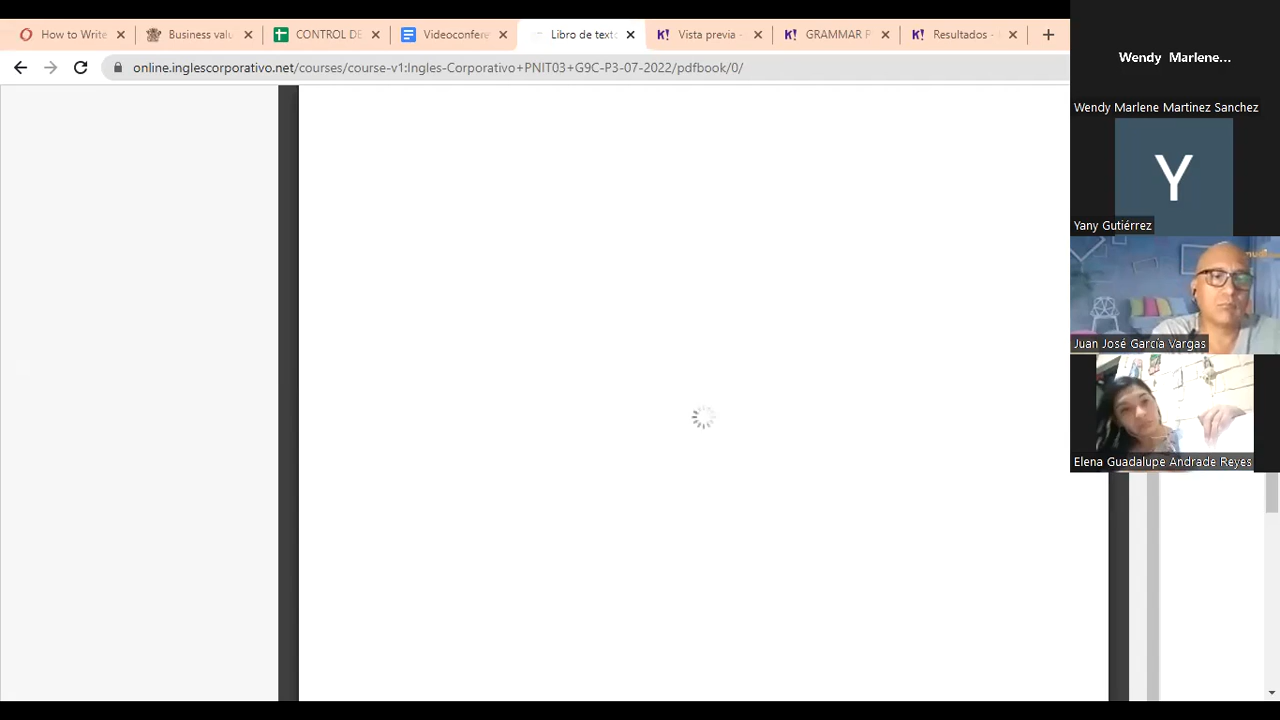 How to Write
Business valu
CONTROL DE
Videoconfere
Libro de texto
Vista previa -
GRAMMAR P
Resultados -
online.inglescorporativo.net/courses/course-v1:Ingles-Corporativo+PNIT03+G9C-P3-07-2022/pdfbook/0/
Wendy Marlene...
Wendy Marlene Martinez Sanchez
Y
Yany Gutiérrez
Juan José García Vargas
Elena Guadalupe Andrade Reyes